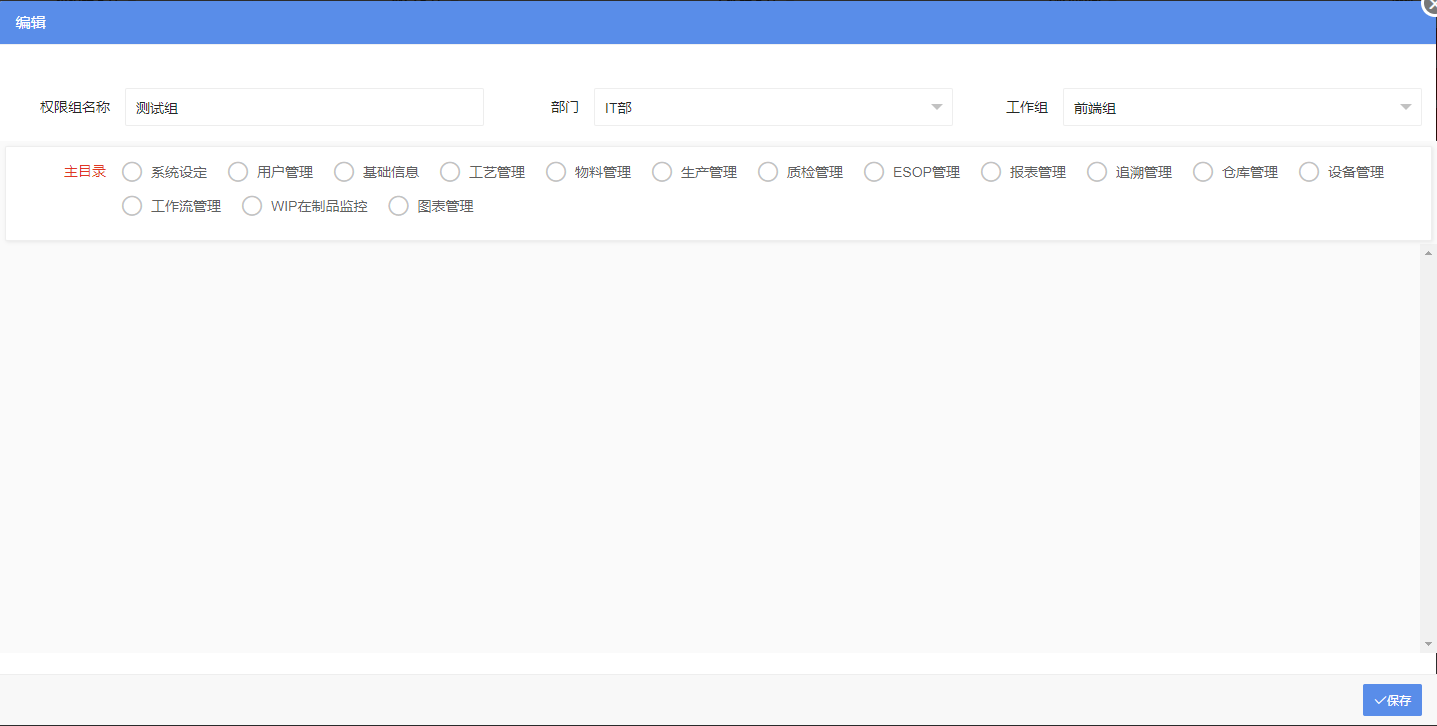 编辑
权限组名称 测试组 部门 IT部 工作组 前端组
主目录 系统设定 用户管理 基础信息 工艺管理 物料管理 生产管理 质检管理 ESOP管理 报表管理 追溯管理 仓库管理 设备管理
工作流管理 WIP在制品监控 图表管理
保存